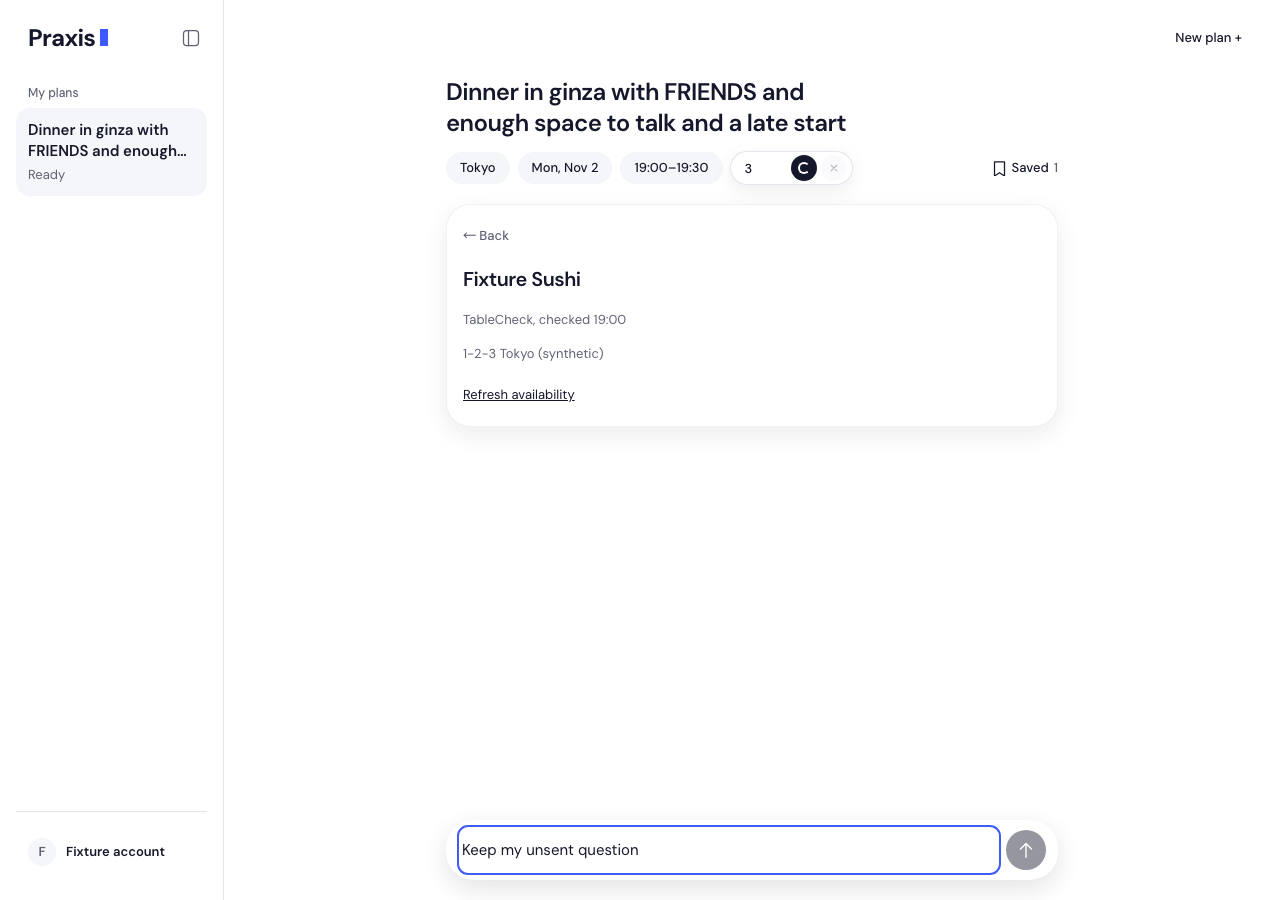 Praxis
New plan +
My plans
Dinner in ginza with
FRIENDS and enough...
Ready
Dinner in ginza with FRIENDS and
enough space to talk and a late start
Tokyo
Mon, Nov 2
19:00–19:30
3
×
Saved 1
← Back
Fixture Sushi
TableCheck, checked 19:00
1-2-3 Tokyo (synthetic)
Refresh availability
Keep my unsent question
F
Fixture account